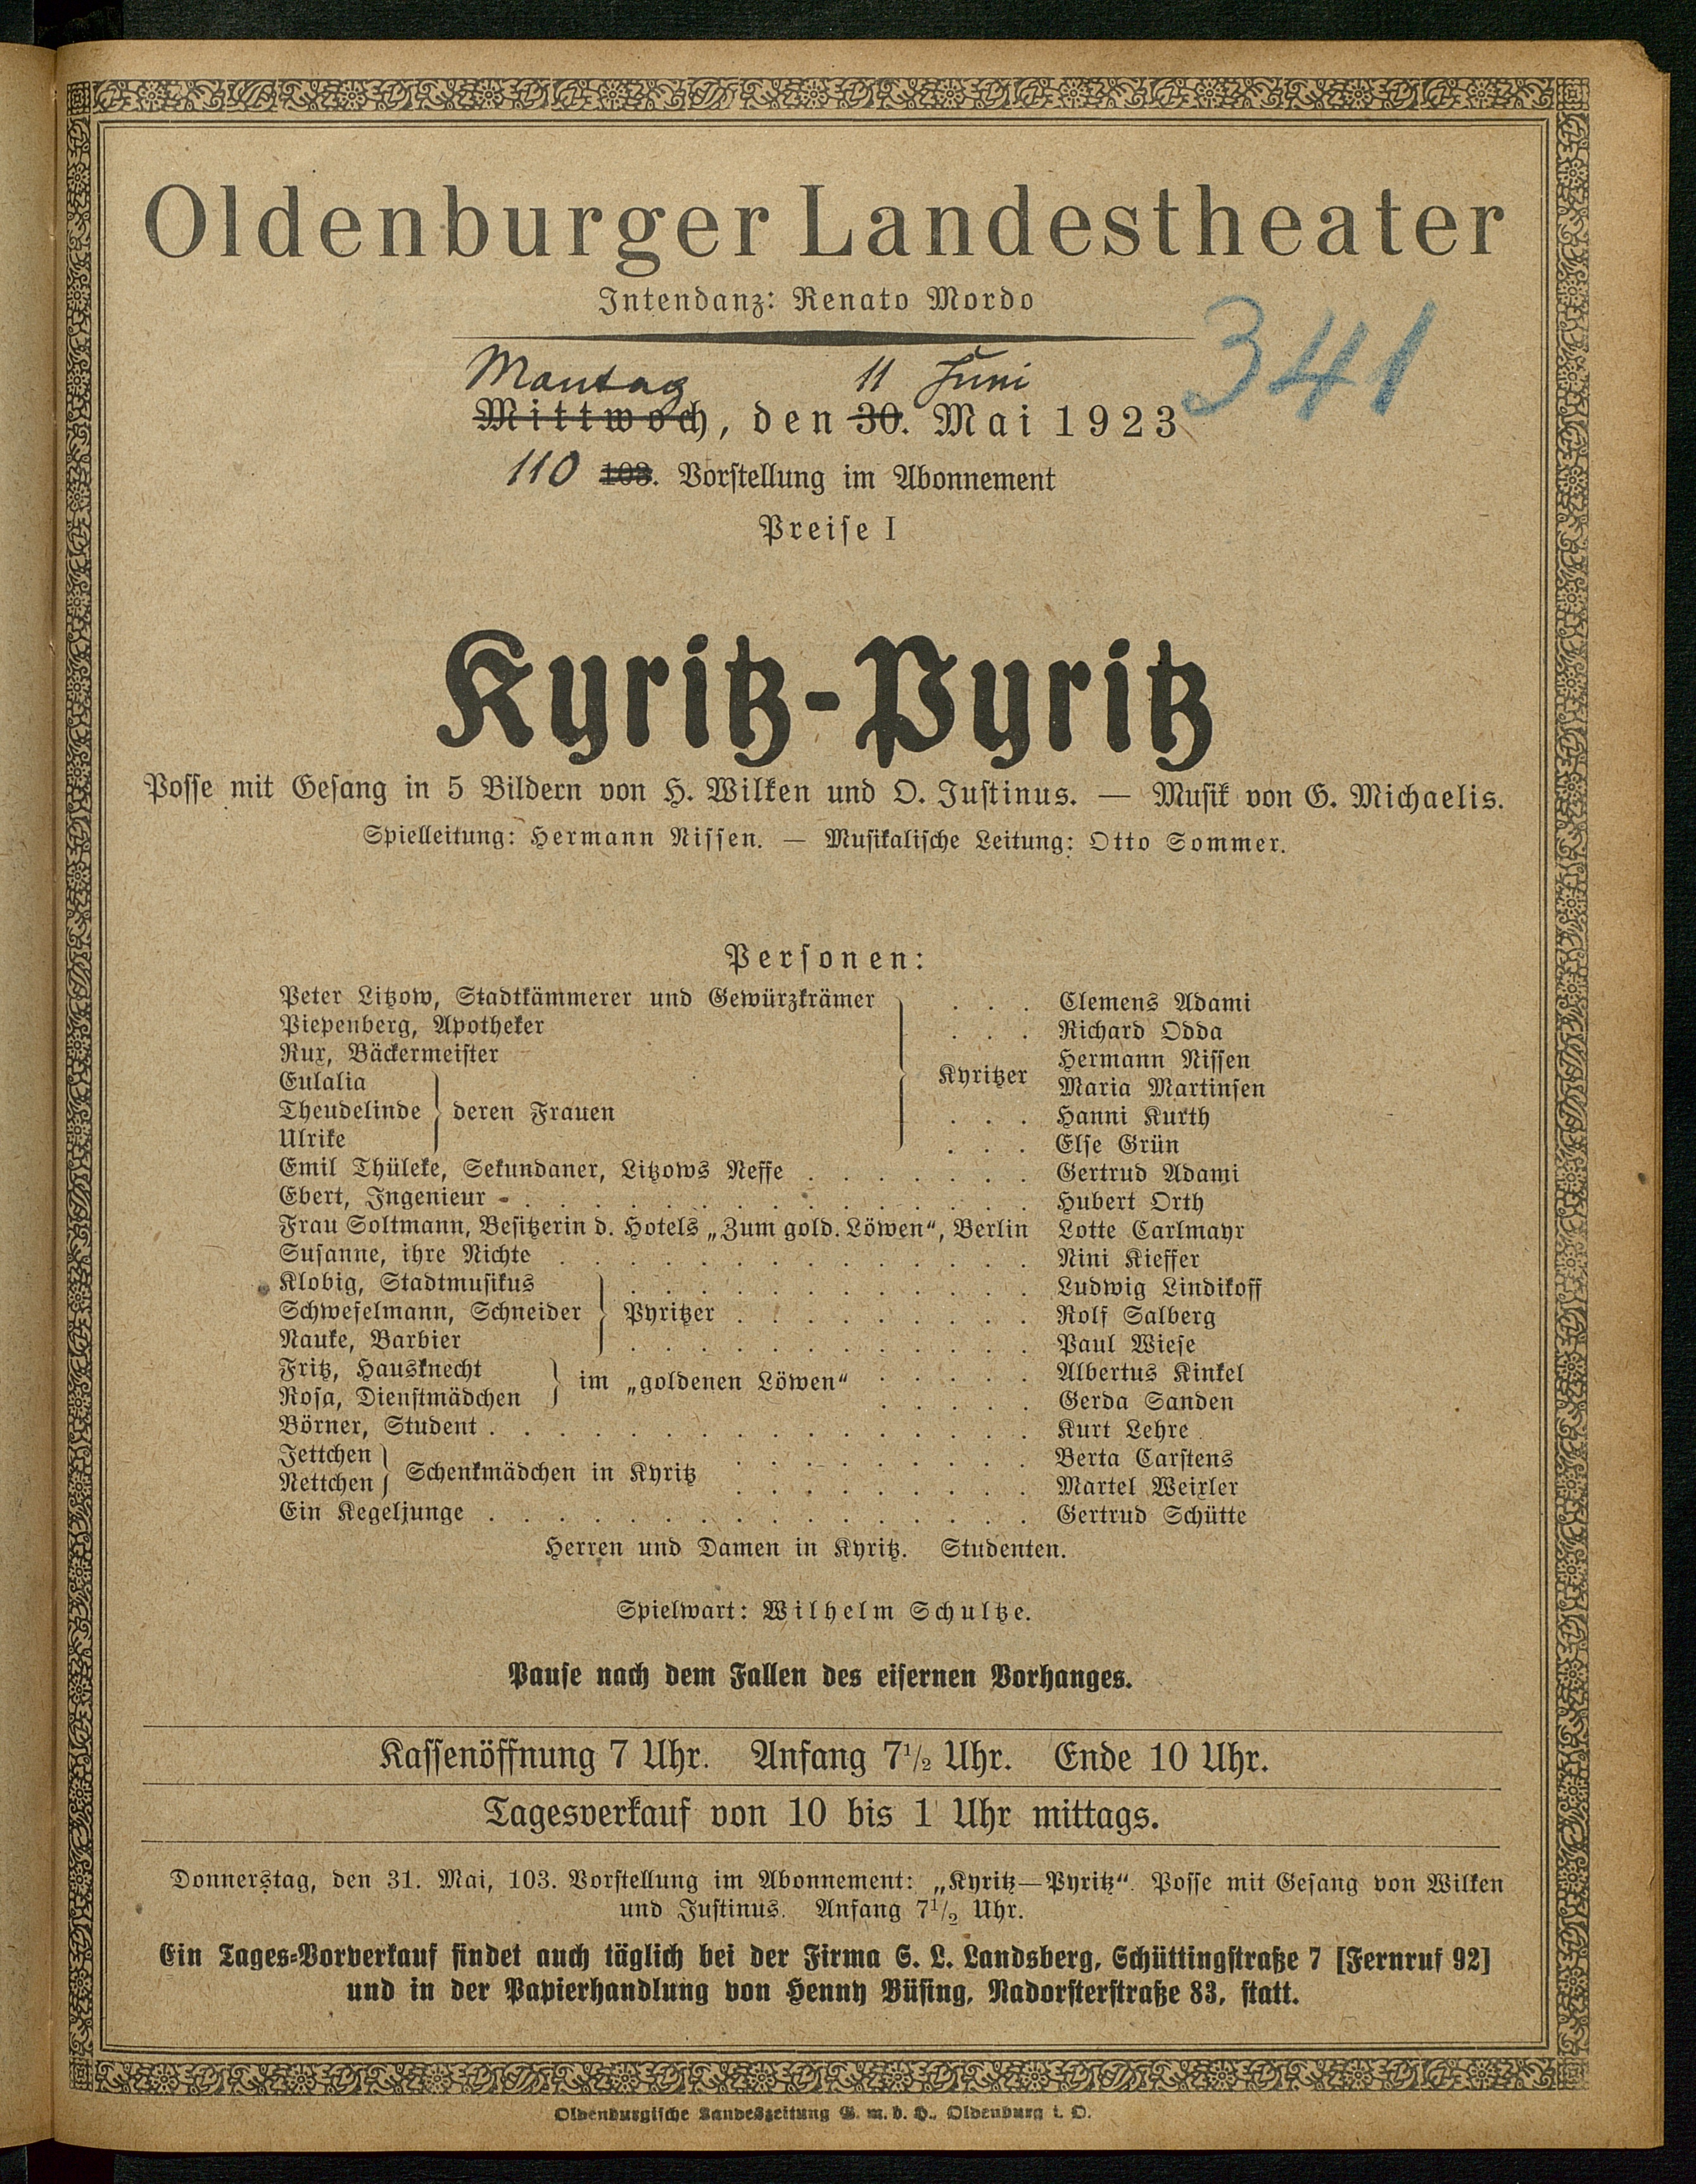 Oldenburger Landestheater
Intendanz: Renato Mordo
341
Montag 11 Juni
Mittwoch, den 30. Mai 1923
110 103. Vorstellung im Abonnement
Preise I
Kyritz-Pyritz
Posse mit Gesang in 5 Bildern von H. Wilken und O. Justinus. — Musik von G. Michaelis.
Spielleitung: Hermann Nissen. — Musikalische Leitung: Otto Sommer.
Personen:
Peter Litzow, Stadtkämmerer und Gewürzkrämer . . . Clemens Adami
Piepenberg, Apotheker . . . Richard Odda
Rux, Bäckermeister Hermann Nissen
Kyritzer
Eulalia Maria Martinsen
Theudelinde } deren Frauen . . . Hanni Kurth
Ulrike . . . Else Grün
Emil Thüleke, Sekundaner, Litzows Neffe . . . . . . . Gertrud Adami
Ebert, Ingenieur . . . . . . . . . . . . . . . Hubert Orth
Frau Soltmann, Besitzerin d. Hotels „Zum gold. Löwen“, Berlin Lotte Carlmayr
Susanne, ihre Nichte . . . . . . . . . . . . . . Nini Kieffer
Klobig, Stadtmusikus . . . . . . . . . . . . Ludwig Lindikoff
Schwefelmann, Schneider } Pyritzer . . . . . . . . . Rolf Salberg
Nauke, Barbier . . . . . . . . . . . . Paul Wiese
Fritz, Hausknecht } im „goldenen Löwen“ . . . . . Albertus Kinkel
Rosa, Dienstmädchen . . . . . Gerda Sanden
Börner, Student . . . . . . . . . . . . . . . . Kurt Lehre
Jettchen } Schenkmädchen in Kyritz . . . . . . . . . Berta Carstens
Nettchen . . . . . . . . . Martel Weixler
Ein Kegeljunge . . . . . . . . . . . . . . . . Gertrud Schütte
Herren und Damen in Kyritz. Studenten.
Spielwart: Wilhelm Schultze.
Pause nach dem Fallen des eisernen Vorhanges.
Kassenöffnung 7 Uhr. Anfang 7½ Uhr. Ende 10 Uhr.
Tagesverkauf von 10 bis 1 Uhr mittags.
Donnerstag, den 31. Mai, 103. Vorstellung im Abonnement: „Kyritz—Pyritz“. Posse mit Gesang von Wilken
und Justinus. Anfang 7½ Uhr.
Ein Tages-Vorverkauf findet auch täglich bei der Firma S. L. Landsberg, Schüttingstraße 7 [Fernruf 92]
und in der Papierhandlung von Henny Büsing, Nadorsterstraße 83, statt.
Oldenburgische Landeszeitung G. m. b. H., Oldenburg i. O.